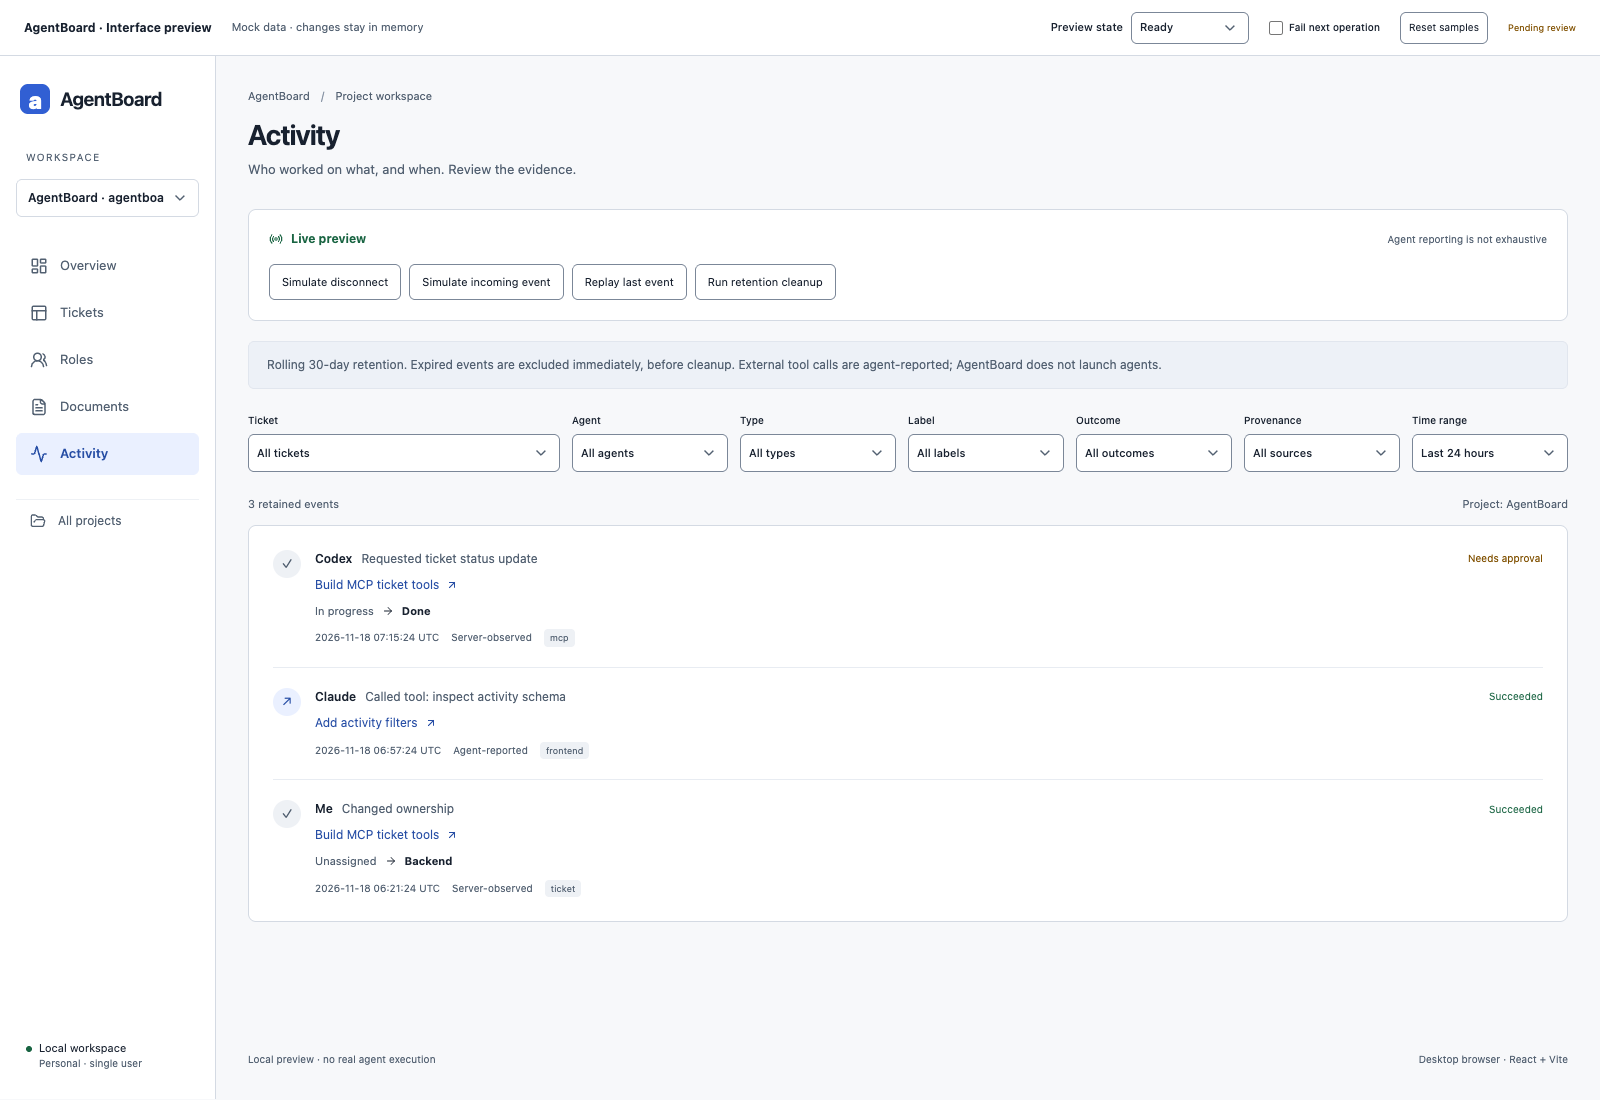 AgentBoard · Interface preview
Mock data · changes stay in memory
Preview state
Ready
Fail next operation
Reset samples
Pending review
a
AgentBoard
WORKSPACE
AgentBoard · agentboa
Overview
Tickets
Roles
Documents
Activity
All projects
Local workspace
Personal · single user
AgentBoard / Project workspace
Activity
Who worked on what, and when. Review the evidence.
Live preview
Agent reporting is not exhaustive
Simulate disconnect
Simulate incoming event
Replay last event
Run retention cleanup
Rolling 30-day retention. Expired events are excluded immediately, before cleanup. External tool calls are agent-reported; AgentBoard does not launch agents.
Ticket
Agent
Type
Label
Outcome
Provenance
Time range
All tickets
All agents
All types
All labels
All outcomes
All sources
Last 24 hours
3 retained events
Project: AgentBoard
Codex Requested ticket status update
Needs approval
Build MCP ticket tools
In progress → Done
2026-11-18 07:15:24 UTC Server-observed mcp
Claude Called tool: inspect activity schema
Succeeded
Add activity filters
2026-11-18 06:57:24 UTC Agent-reported frontend
Me Changed ownership
Succeeded
Build MCP ticket tools
Unassigned → Backend
2026-11-18 06:21:24 UTC Server-observed ticket
Local preview · no real agent execution
Desktop browser · React + Vite